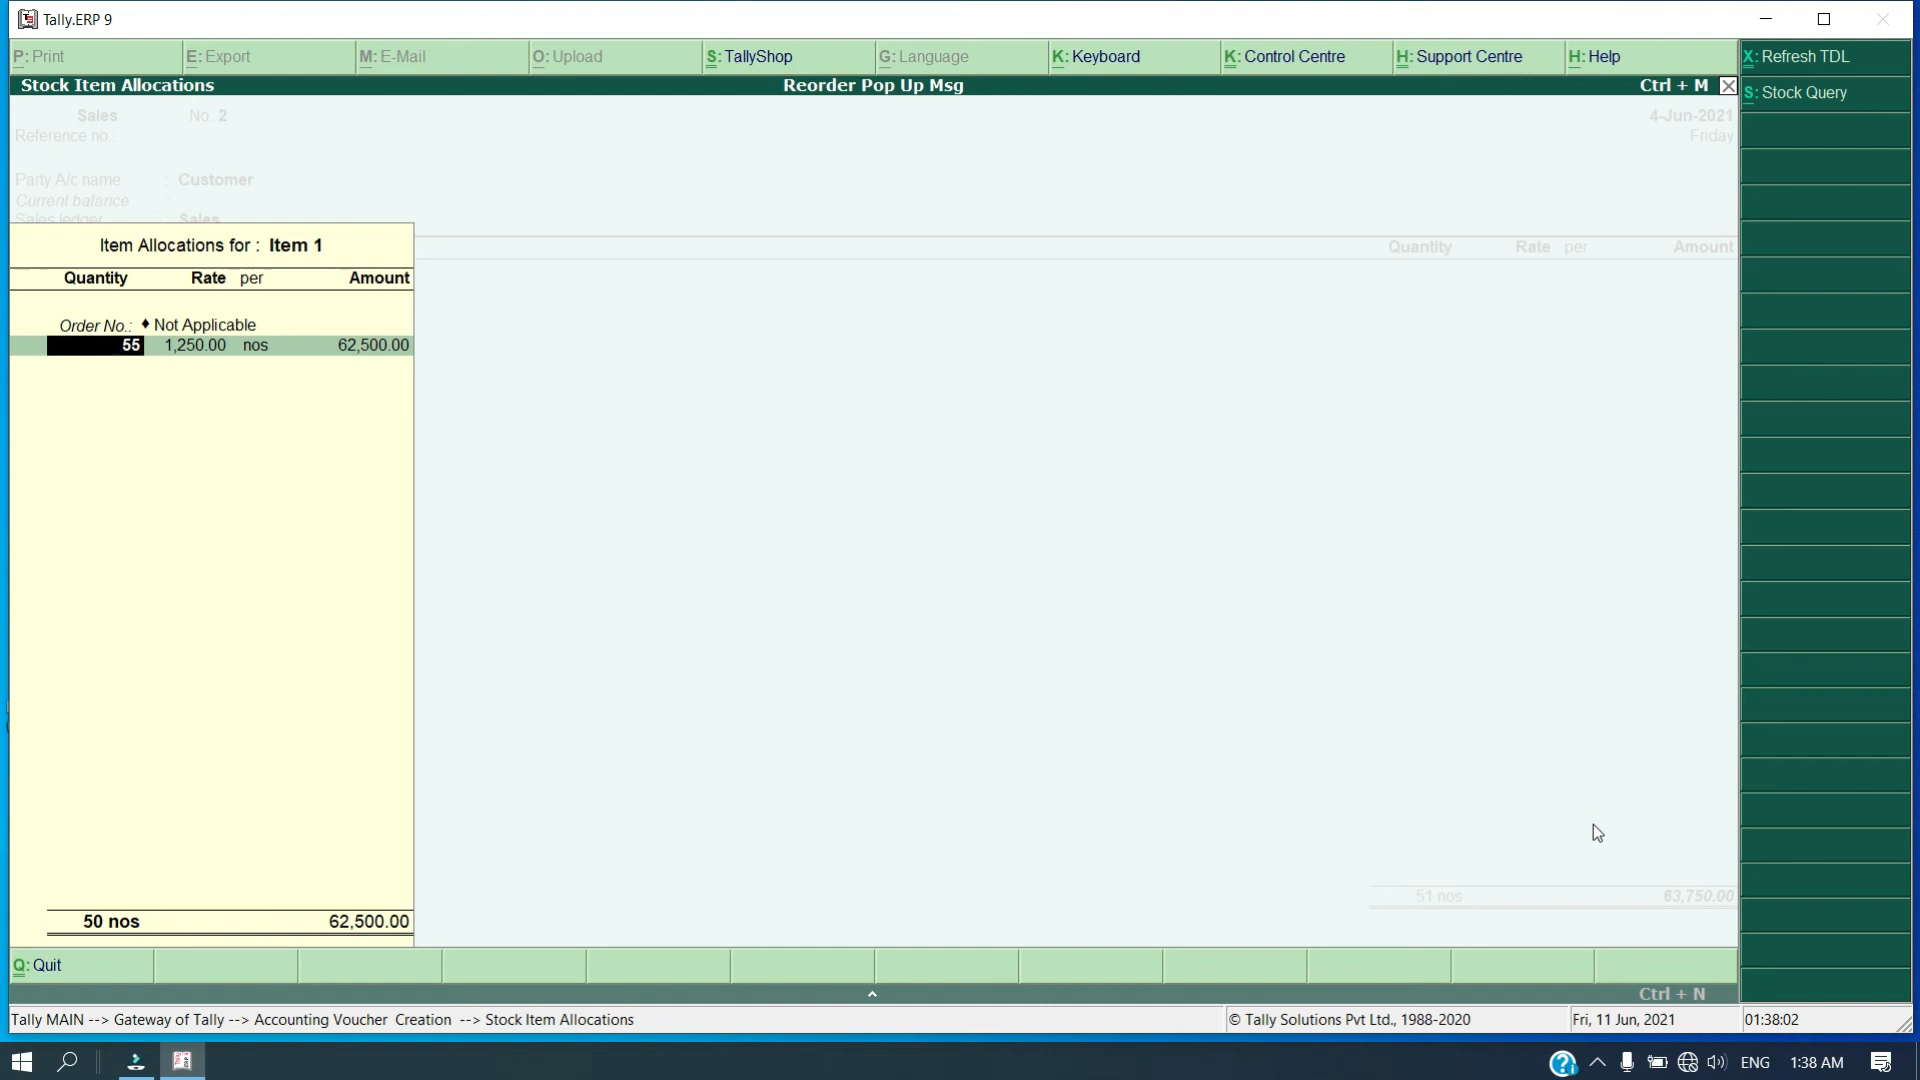 Tally.ERP 9
P: Print E: Export M: E-Mail O: Upload S: TallyShop G: Language K: Keyboard K: Control Centre H: Support Centre H: Help X: Refresh TDL
Stock Item Allocations Reorder Pop Up Msg Ctrl + M
S: Stock Query
Sales No. 2 4-Jun-2021
Reference no.: Friday
Party A/c name : Customer
Current balance :
Sales ledger : Sales
Item Allocations for : Item 1
Quantity Rate per Amount
Quantity Rate per Amount
Order No.: ♦ Not Applicable
55 1,250.00 nos 62,500.00
51 nos 63,750.00
50 nos 62,500.00
Q: Quit
Ctrl + N
Tally MAIN --> Gateway of Tally --> Accounting Voucher Creation --> Stock Item Allocations © Tally Solutions Pvt Ltd., 1988-2020 Fri, 11 Jun, 2021 01:38:02
ENG 1:38 AM